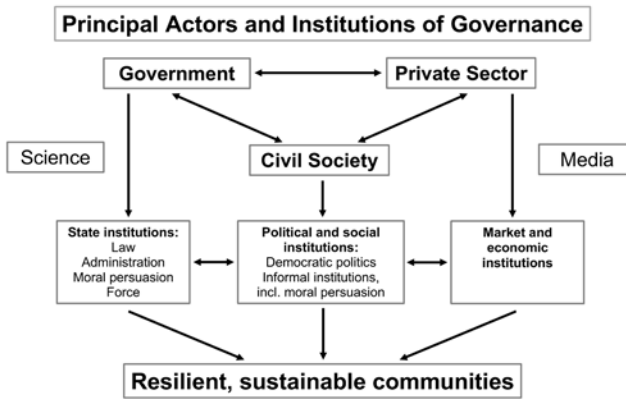 Principal Actors and Institutions of Governance
Government
Private Sector
Science
Civil Society
Media
State institutions:
Law
Administration
Moral persuasion
Force
Political and social
institutions:
Democratic politics
Informal institutions,
incl. moral persuasion
Market and
economic
institutions
Resilient, sustainable communities